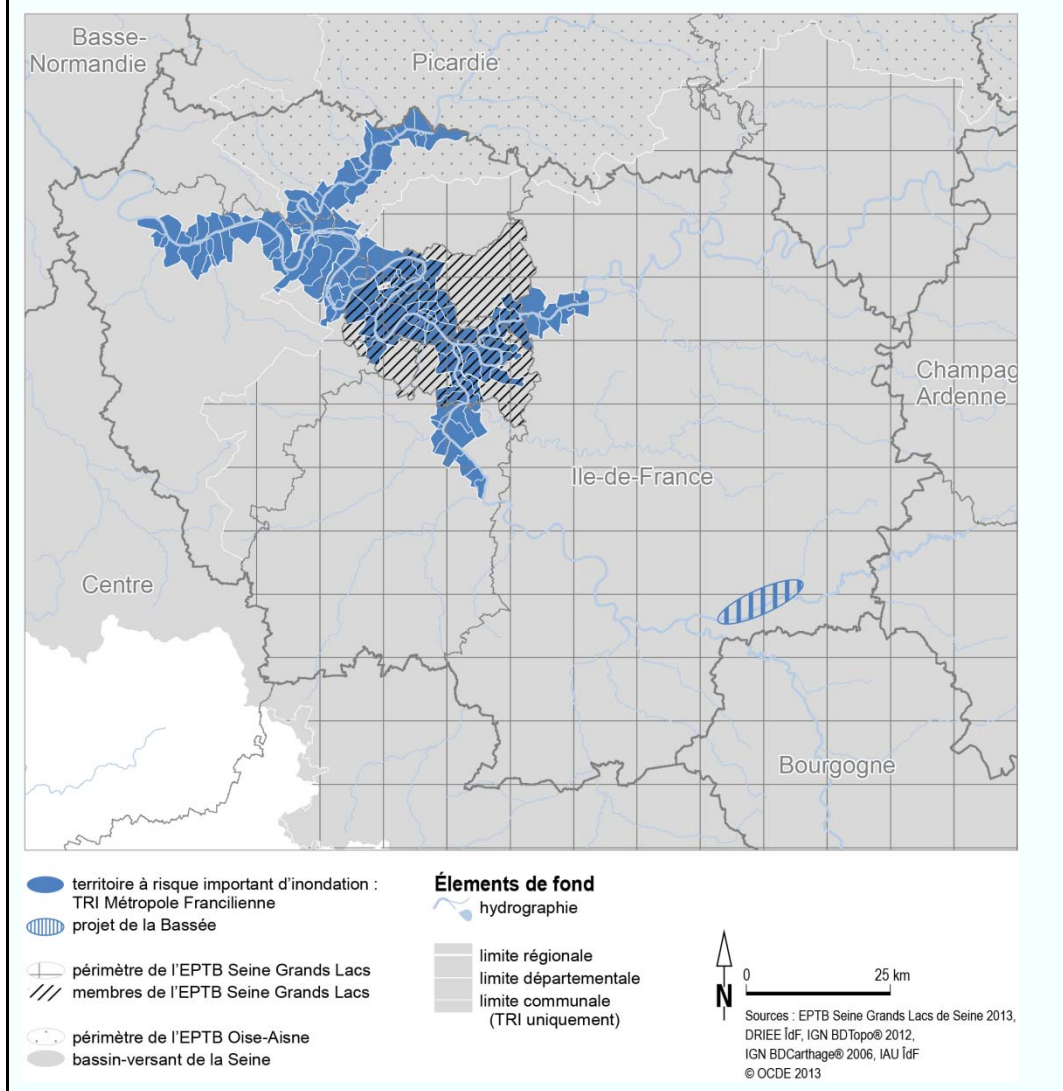 Basse-
Normandie
Picardie
Champag
Ardenne
Ile-de-France
Centre
Bourgogne
territoire à risque important d'inondation :
TRI Métropole Francilienne
projet de la Bassée
périmètre de l'EPTB Seine Grands Lacs
membres de l'EPTB Seine Grands Lacs
périmètre de l'EPTB Oise-Aisne
bassin-versant de la Seine
Élements de fond
hydrographie
limite régionale
limite départementale
limite communale
(TRI uniquement)
N
0 25 km
Sources : EPTB Seine Grands Lacs de Seine 2013,
DRIEE ÎdF, IGN BDTopo® 2012,
IGN BDCarthage® 2006, IAU ÎdF
© OCDE 2013